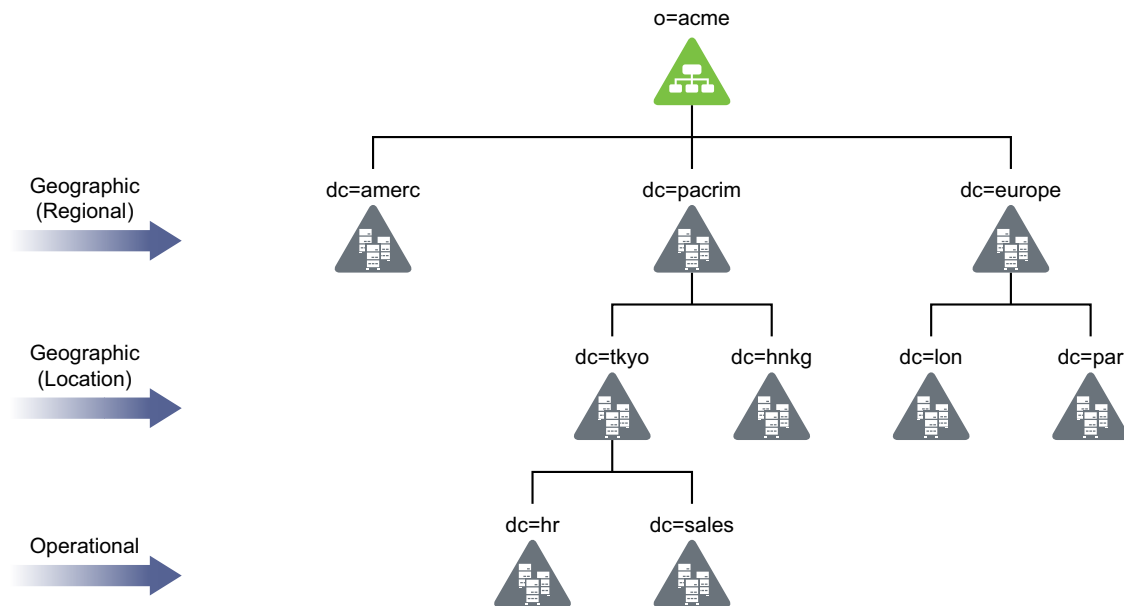 o=acme
Geographic
(Regional)
dc=amerc
dc=pacrim
dc=europe
Geographic
(Location)
dc=tkyo
dc=hnkg
dc=lon
dc=par
Operational
dc=hr
dc=sales